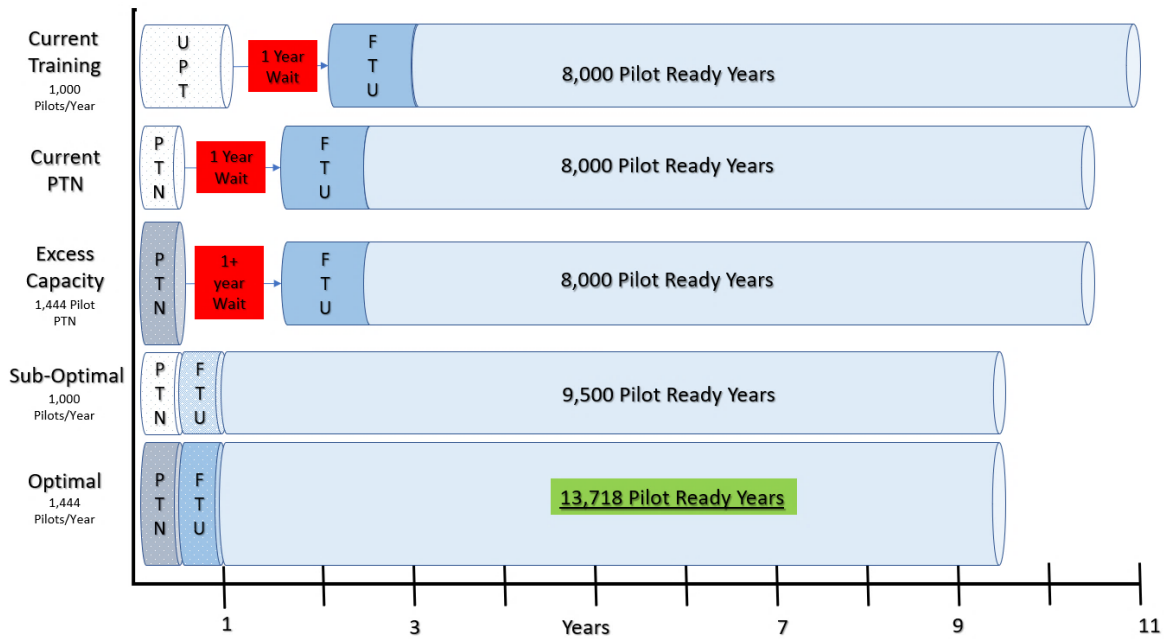 Current
Training
1,000
Pilots/Year
U
P
T
1 Year
Wait
F
T
U
8,000 Pilot Ready Years
Current
PTN
P
T
N
1 Year
Wait
F
T
U
8,000 Pilot Ready Years
Excess
Capacity
1,444 Pilot
PTN
P
T
N
1+
year
Wait
F
T
U
8,000 Pilot Ready Years
Sub-Optimal
1,000
Pilots/Year
P
T
N
F
T
U
9,500 Pilot Ready Years
Optimal
1,444
Pilots/Year
P
T
N
F
T
U
13,718 Pilot Ready Years
1
3
Years
7
9
11